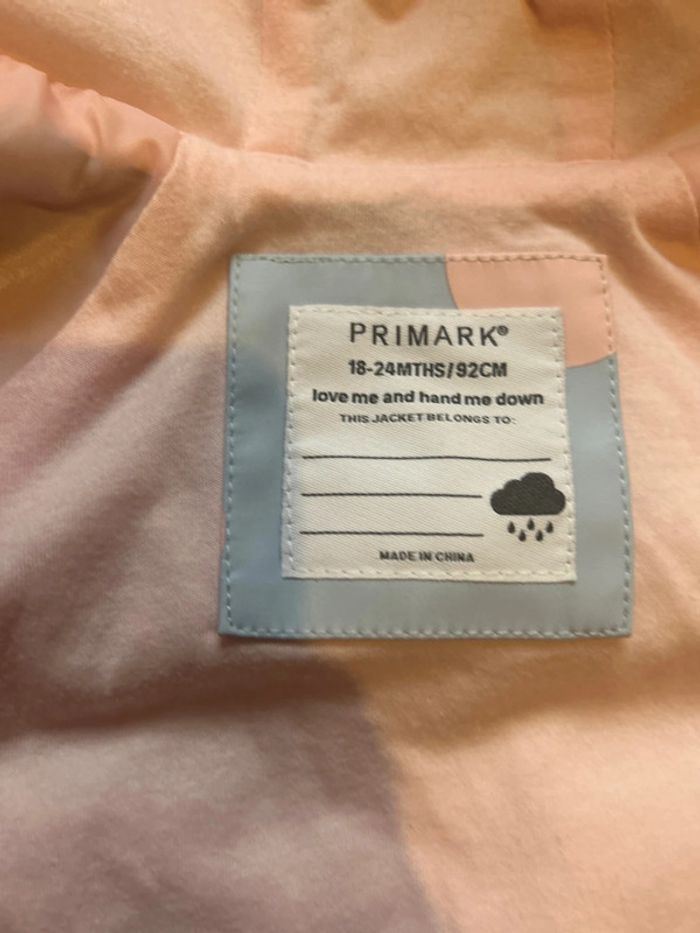 PRIMARK®
18-24MTHS/92CM
love me and hand me down
THIS JACKET BELONGS TO:
MADE IN CHINA